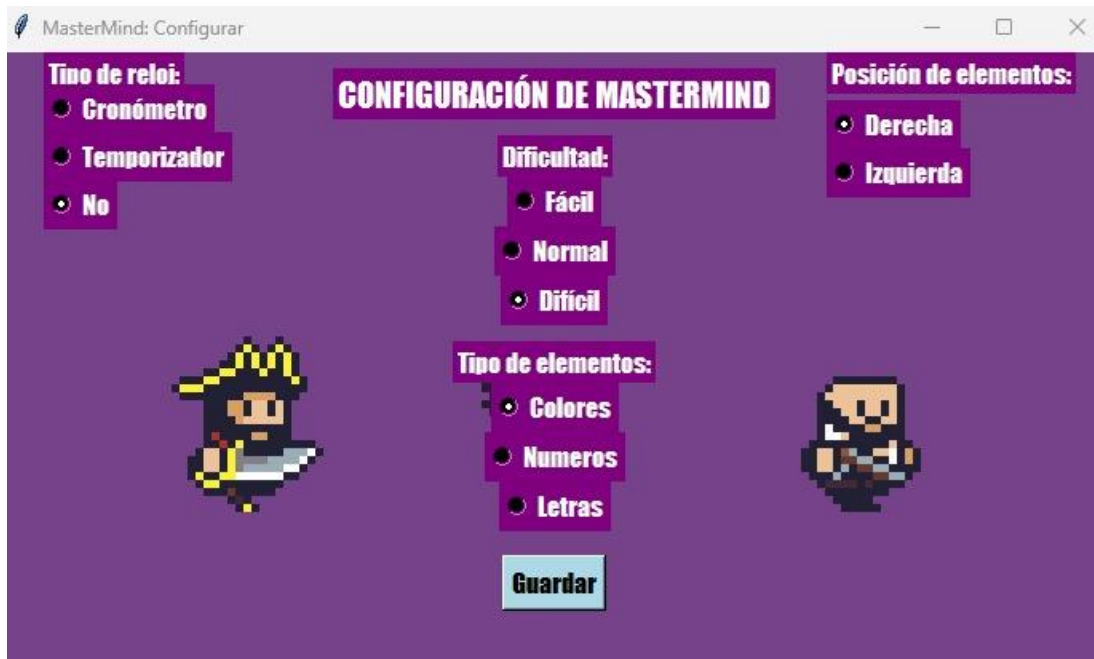 MasterMind: Configurar
Tipo de reloj:
Cronómetro
Temporizador
No
CONFIGURACIÓN DE MASTERMIND
Dificultad:
Fácil
Normal
Difícil
Tipo de elementos:
Colores
Numeros
Letras
Guardar
Posición de elementos:
Derecha
Izquierda